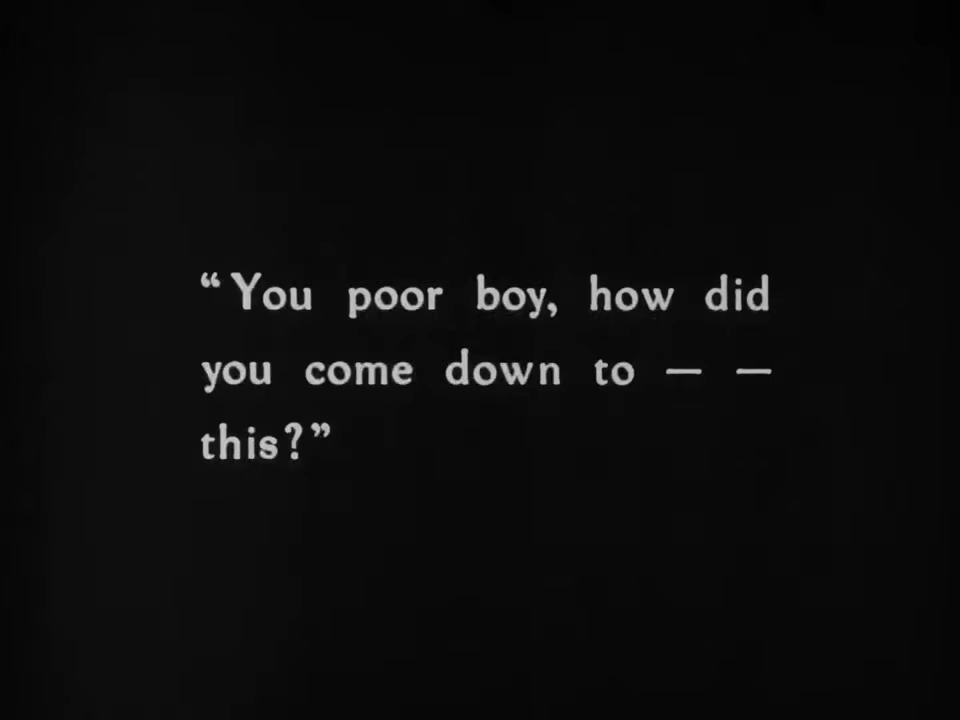 “You poor boy, how did
you come down to — —
this?”